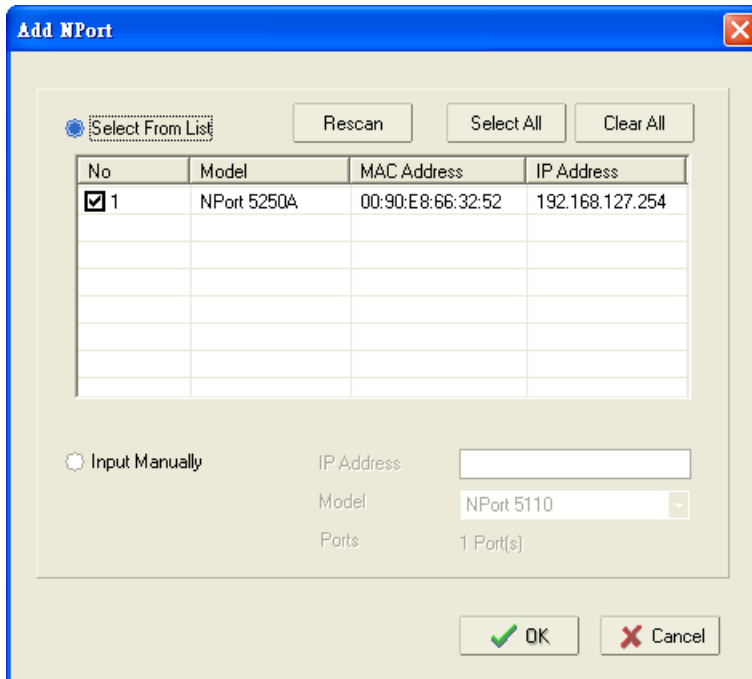 Add NPort
Select From List Rescan Select All Clear All
No Model MAC Address IP Address
1 NPort 5250A 00:90:E8:66:32:52 192.168.127.254
Input Manually IP Address
Model NPort 5110
Ports 1 Port(s)
OK Cancel